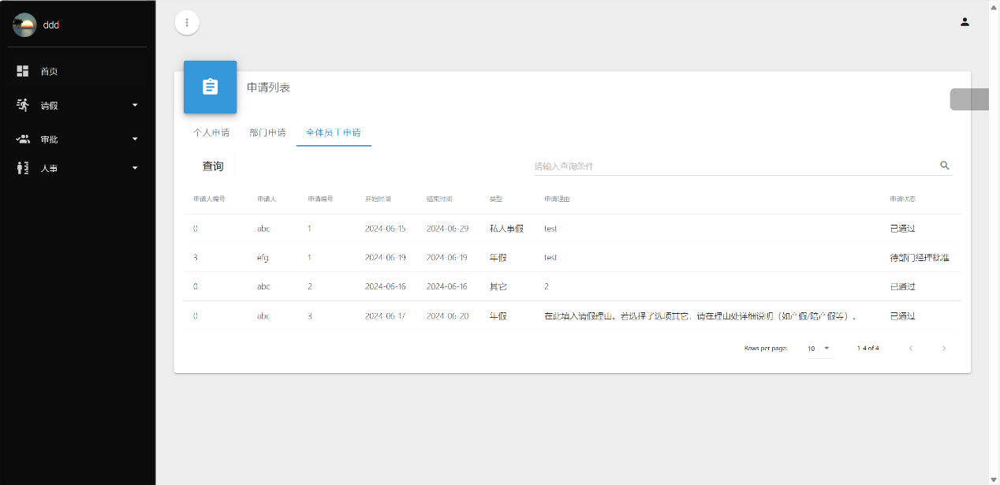 ddd
首页
请假
审批
人事
申请列表
个人申请 部门申请 全体员工申请
查询 请输入查询条件
申请人编号 申请人 申请编号 开始时间 结束时间 类型 申请理由 申请状态
0 abc 1 2024-06-15 2024-06-29 私人事假 test 已通过
3 efg 1 2024-06-19 2024-06-19 年假 test 待部门经理批准
0 abc 2 2024-06-16 2024-06-16 其它 2 已通过
0 abc 3 2024-06-17 2024-06-20 年假 在此填入请假理由。若选择了选项其它，请在理由处详细说明（如产假/陪产假等）。 已通过
Rows per page: 10 1-4 of 4